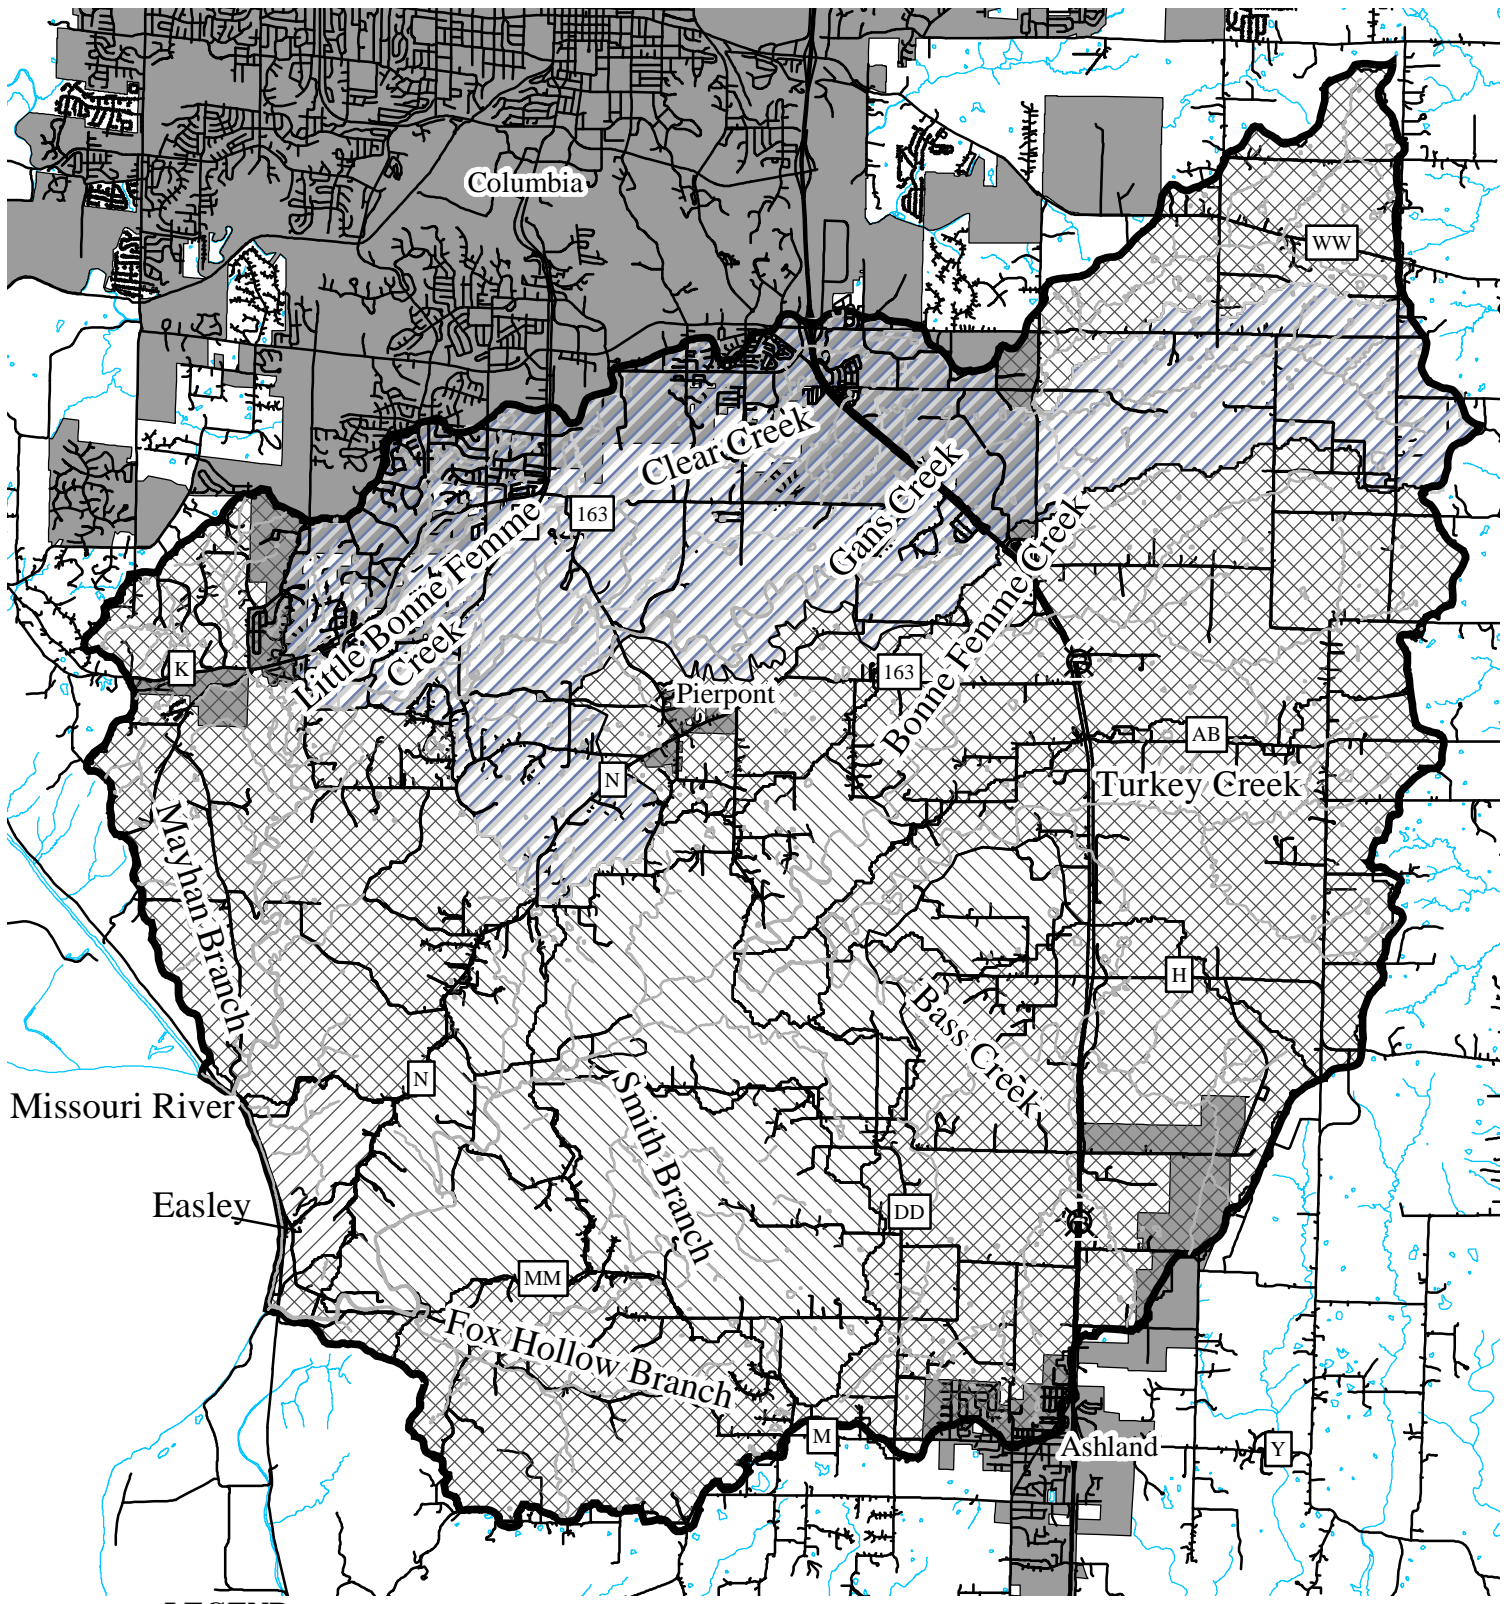 Columbia
WW
Clear Creek
Gans Creek
163
Little Bonne Femme
Creek
Bonne Femme Creek
K
163
Pierpont
AB
N
Turkey Creek
Mayhan Branch
H
Bass Creek
N
Smith Branch
Missouri River
Easley
DD
MM
Fox Hollow Branch
M
Ashland
Y
LEGEND